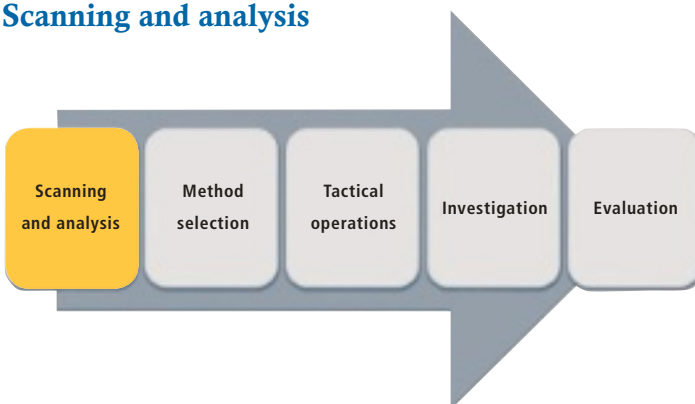 Scanning and analysis
Scanning
and analysis
Method
selection
Tactical
operations
Investigation
Evaluation